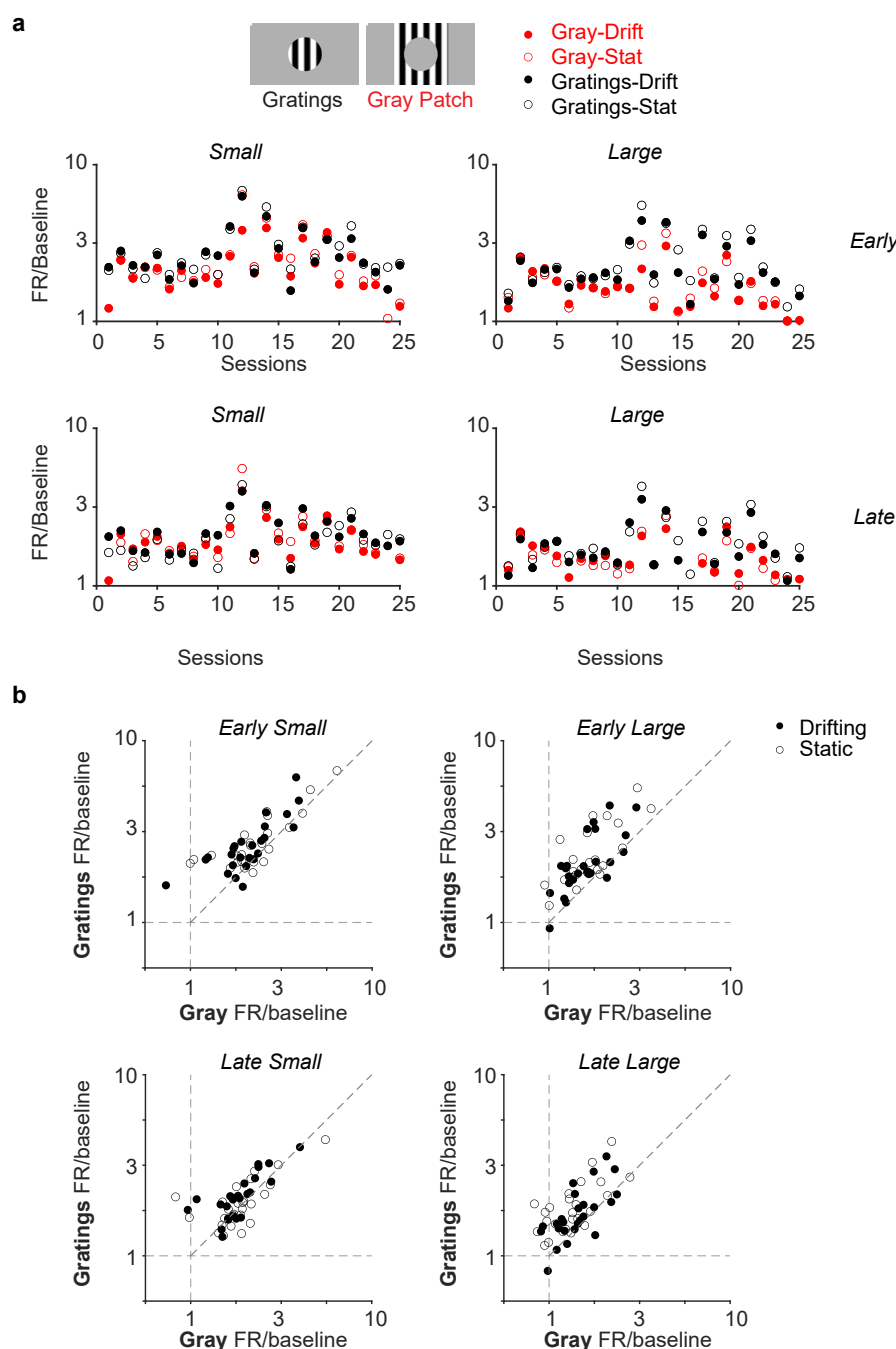 a
Gratings
Gray Patch
Gray-Drift
Gray-Stat
Gratings-Drift
Gratings-Stat
Small
Large
Early
FR/Baseline
10
3
1
0 5 10 15 20 25
Sessions
10
3
1
0 5 10 15 20 25
Sessions
Small
Large
Late
FR/Baseline
10
3
1
0 5 10 15 20 25
Sessions
10
3
1
0 5 10 15 20 25
Sessions
b
Early Small
Early Large
Drifting
Static
Gratings FR/baseline
10
3
1
1 3 10
Gray FR/baseline
Gratings FR/baseline
10
3
1
1 3 10
Gray FR/baseline
Late Small
Late Large
Gratings FR/baseline
10
3
1
1 3 10
Gray FR/baseline
Gratings FR/baseline
10
3
1
1 3 10
Gray FR/baseline